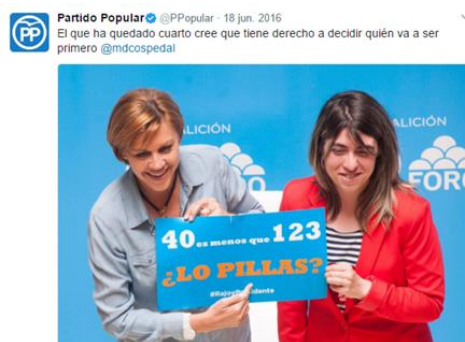 Partido Popular @PPopular · 18 jun. 2016
El que ha quedado cuarto cree que tiene derecho a decidir quién va a ser
primero @mdcospedal
PP
ALICIÓN
ALICIÓN
FORO
FORO
40 es menos que 123
¿LO PILLAS?